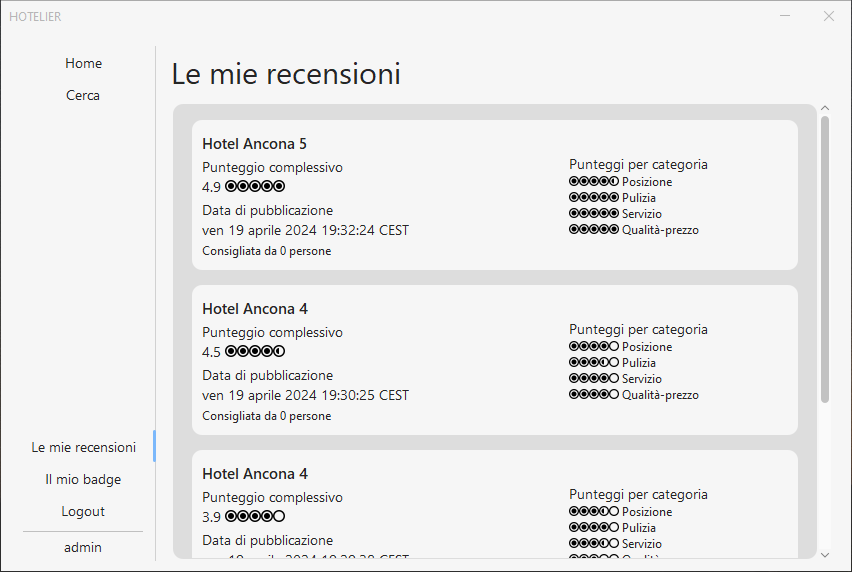 HOTELIER
Home
Cerca
Le mie recensioni
Il mio badge
Logout
admin
Le mie recensioni
Hotel Ancona 5
Punteggio complessivo
4.9
Data di pubblicazione
ven 19 aprile 2024 19:32:24 CEST
Consigliata da 0 persone
Punteggi per categoria
Posizione
Pulizia
Servizio
Qualità-prezzo
Hotel Ancona 4
Punteggio complessivo
4.5
Data di pubblicazione
ven 19 aprile 2024 19:30:25 CEST
Consigliata da 0 persone
Punteggi per categoria
Posizione
Pulizia
Servizio
Qualità-prezzo
Hotel Ancona 4
Punteggio complessivo
3.9
Data di pubblicazione
Punteggi per categoria
Posizione
Pulizia
Servizio